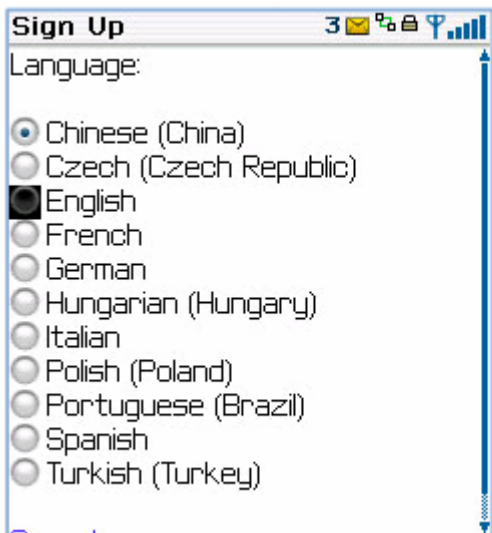 Sign Up 3
Language:
Chinese (China)
Czech (Czech Republic)
English
French
German
Hungarian (Hungary)
Italian
Polish (Poland)
Portuguese (Brazil)
Spanish
Turkish (Turkey)